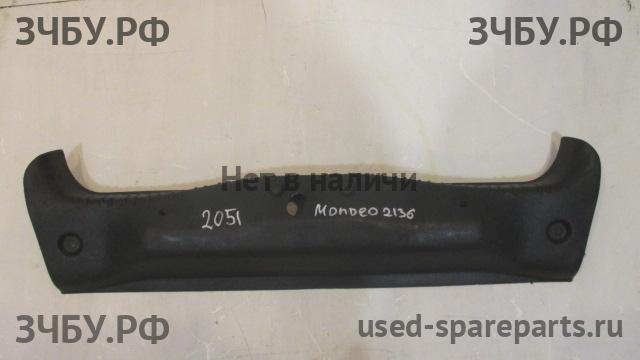 ЗЧБУ.РФ ЗЧБУ.РФ
Нет в наличи
2051 MONDEO 2136
ЗЧБУ.РФ used-spareparts.ru